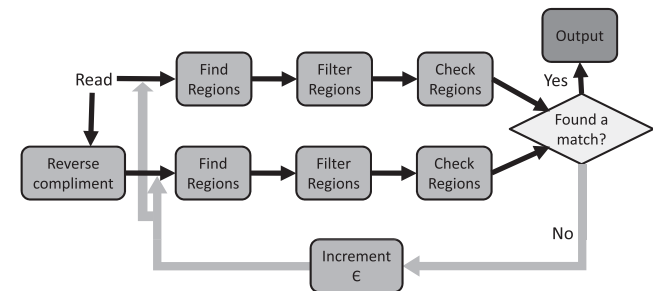 Output
Read
Find
Regions
Filter
Regions
Check
Regions
Yes
Found a
match?
Reverse
compliment
Find
Regions
Filter
Regions
Check
Regions
No
Increment
Є